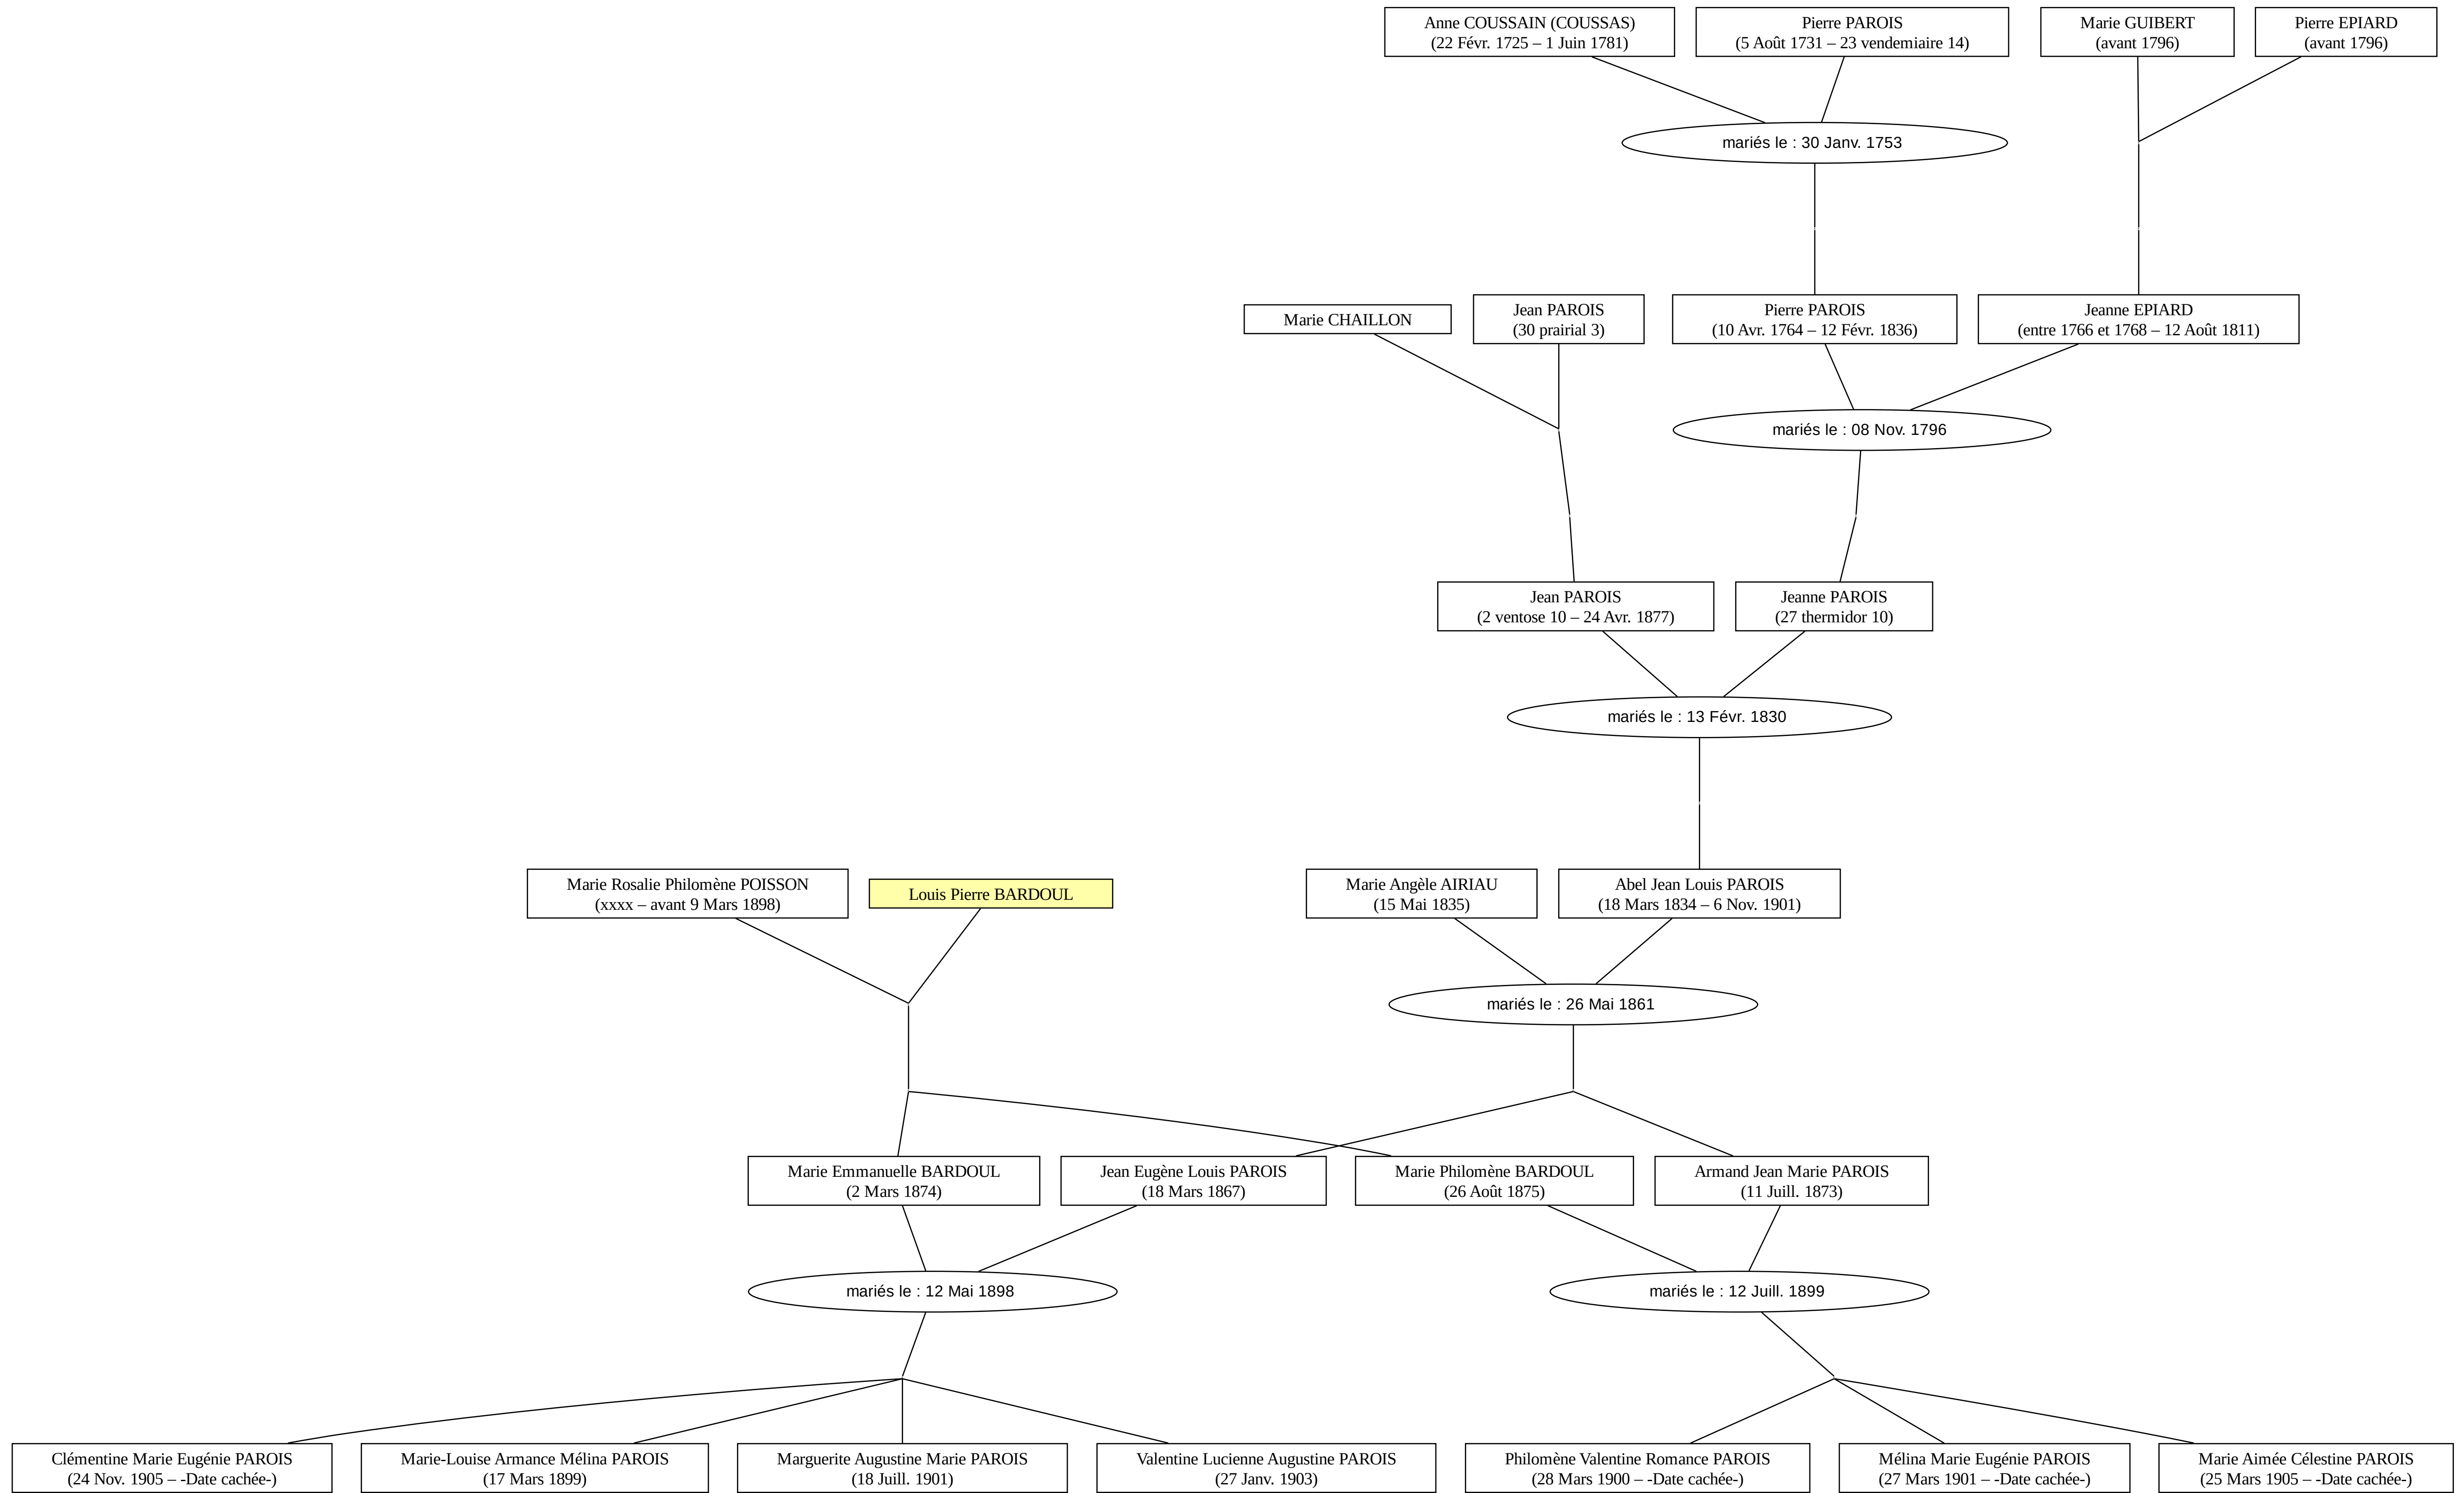 Anne COUSSAIN (COUSSAS)
(22 Févr. 1725 – 1 Juin 1781)
Pierre PAROIS
(5 Août 1731 – 23 vendemiaire 14)
Marie GUIBERT
(avant 1796)
Pierre EPIARD
(avant 1796)
mariés le : 30 Janv. 1753
Marie CHAILLON
Jean PAROIS
(30 prairial 3)
Pierre PAROIS
(10 Avr. 1764 – 12 Févr. 1836)
Jeanne EPIARD
(entre 1766 et 1768 – 12 Août 1811)
mariés le : 08 Nov. 1796
Jean PAROIS
(2 ventose 10 – 24 Avr. 1877)
Jeanne PAROIS
(27 thermidor 10)
mariés le : 13 Févr. 1830
Marie Rosalie Philomène POISSON
(xxxx – avant 9 Mars 1898)
Louis Pierre BARDOUL
Marie Angèle AIRIAU
(15 Mai 1835)
Abel Jean Louis PAROIS
(18 Mars 1834 – 6 Nov. 1901)
mariés le : 26 Mai 1861
Marie Emmanuelle BARDOUL
(2 Mars 1874)
Jean Eugène Louis PAROIS
(18 Mars 1867)
Marie Philomène BARDOUL
(26 Août 1875)
Armand Jean Marie PAROIS
(11 Juill. 1873)
mariés le : 12 Mai 1898
mariés le : 12 Juill. 1899
Clémentine Marie Eugénie PAROIS
(24 Nov. 1905 – -Date cachée-)
Marie-Louise Armance Mélina PAROIS
(17 Mars 1899)
Marguerite Augustine Marie PAROIS
(18 Juill. 1901)
Valentine Lucienne Augustine PAROIS
(27 Janv. 1903)
Philomène Valentine Romance PAROIS
(28 Mars 1900 – -Date cachée-)
Mélina Marie Eugénie PAROIS
(27 Mars 1901 – -Date cachée-)
Marie Aimée Célestine PAROIS
(25 Mars 1905 – -Date cachée-)